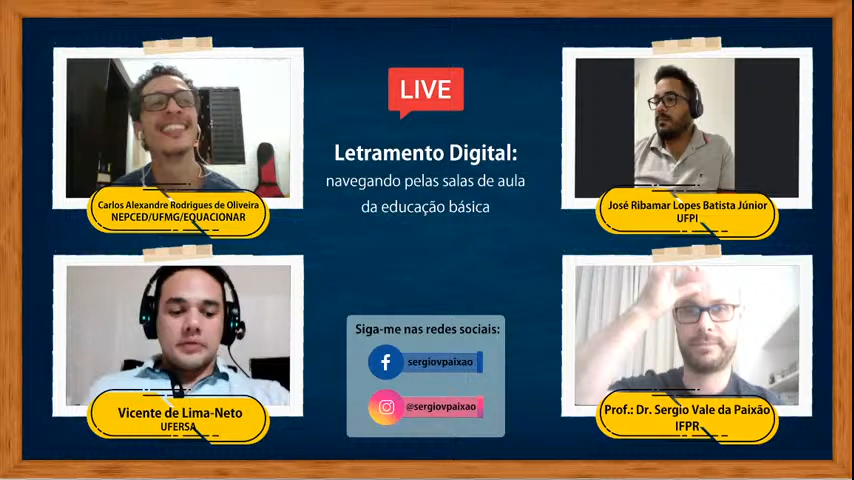 LIVE
Letramento Digital:
navegando pelas salas de aula
da educação básica
Carlos Alexandre Rodrigues de Oliveira
NEPCED/UFMG/EQUACIONAR
José Ribamar Lopes Batista Júnior
UFPI
Vicente de Lima-Neto
UFERSA
Siga-me nas redes sociais:
sergiovpaixao
@sergiovpaixao
Prof.: Dr. Sergio Vale da Paixão
IFPR